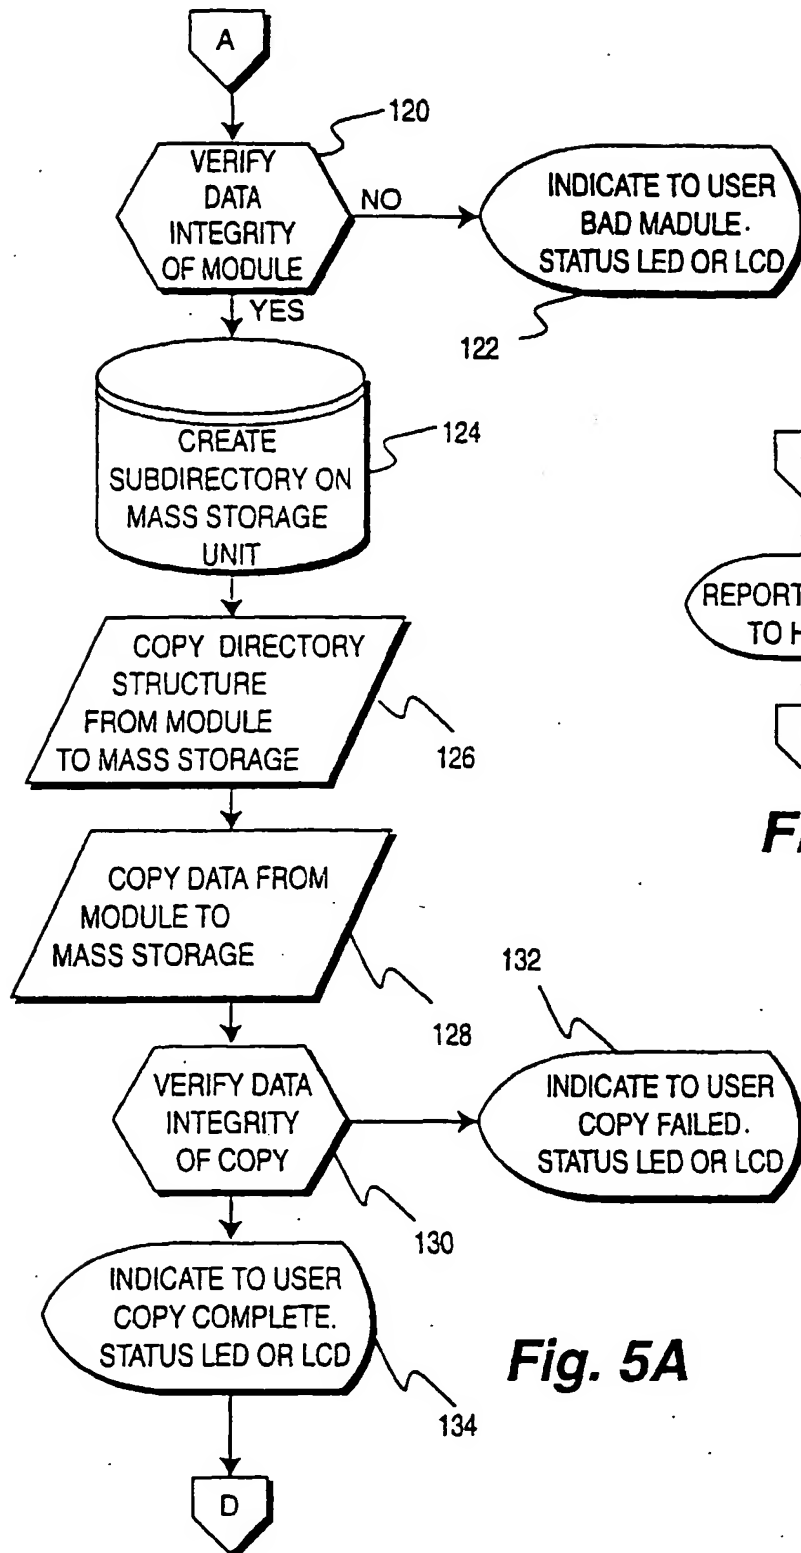 A
120
VERIFY
DATA
INTEGRITY
OF MODULE
NO
INDICATE TO USER
BAD MADULE.
STATUS LED OR LCD
122
YES
CREATE
SUBDIRECTORY ON
MASS STORAGE
UNIT
124
COPY DIRECTORY
STRUCTURE
FROM MODULE
TO MASS STORAGE
126
COPY DATA FROM
MODULE TO
MASS STORAGE
128
VERIFY DATA
INTEGRITY
OF COPY
130
132
INDICATE TO USER
COPY FAILED.
STATUS LED OR LCD
INDICATE TO USER
COPY COMPLETE.
STATUS LED OR LCD
134
D
Fig. 5A
REPORT
TO